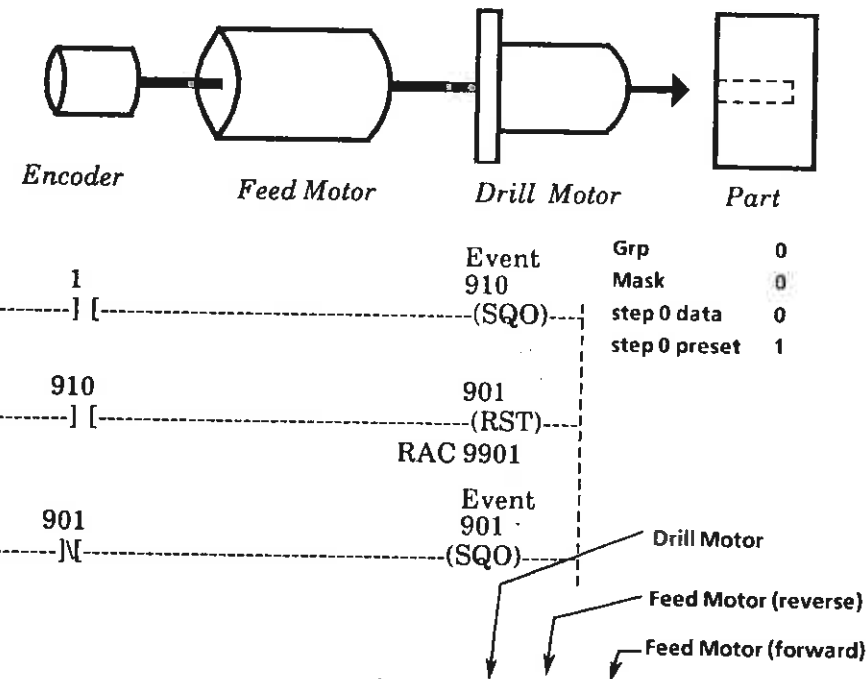 Encoder
Feed Motor
Drill Motor
Part
Event
Grp 0
1
910
Mask 0
] [
(SQO)
step 0 data 0
step 0 preset 1
910
901
] [
(RST)
RAC 9901
Event
901
901
]\[
(SQO)
Drill Motor
Feed Motor (reverse)
Feed Motor (forward)